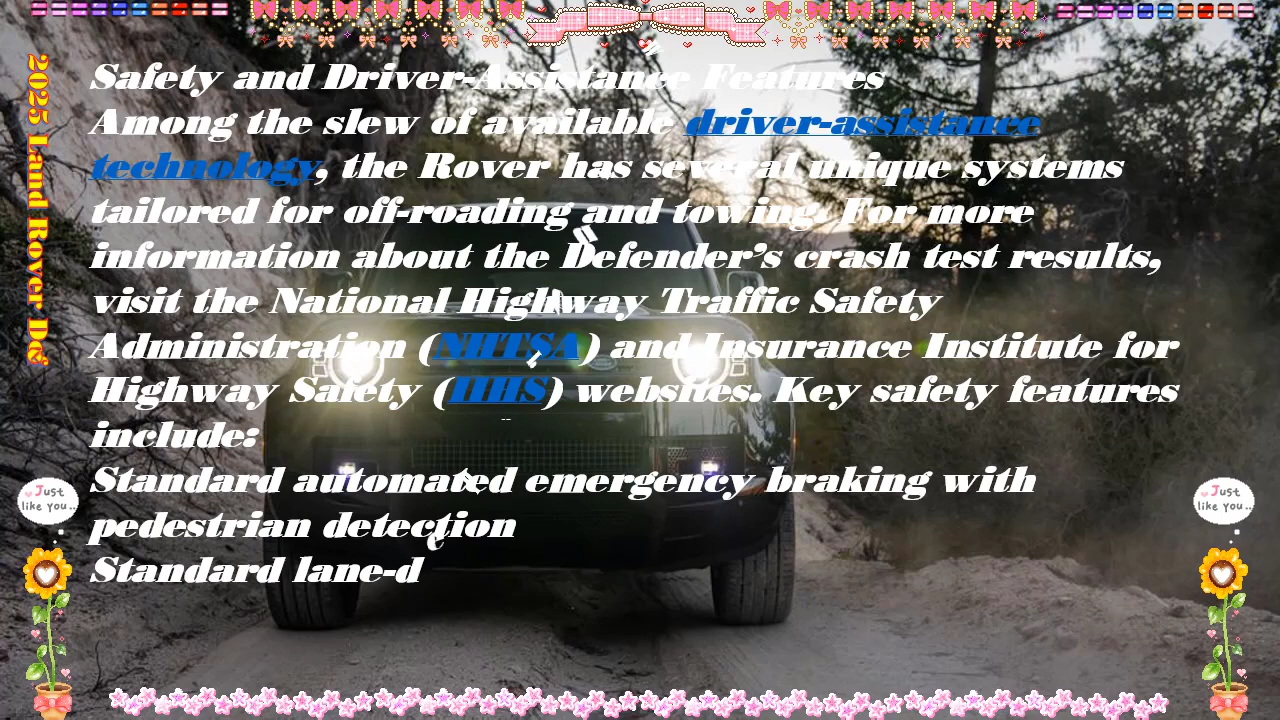 2025 Land Rover De
Safety and Driver-Assistance Features
Among the slew of available driver-assistance
technology, the Rover has several unique systems
tailored for off-roading and towing. For more
information about the Defender’s crash test results,
visit the National Highway Traffic Safety
Administration (NHTSA) and Insurance Institute for
Highway Safety (IIHS) websites. Key safety features
include:
Standard automated emergency braking with
pedestrian detection
Standard lane-d
Just
like you..
Just
like you..